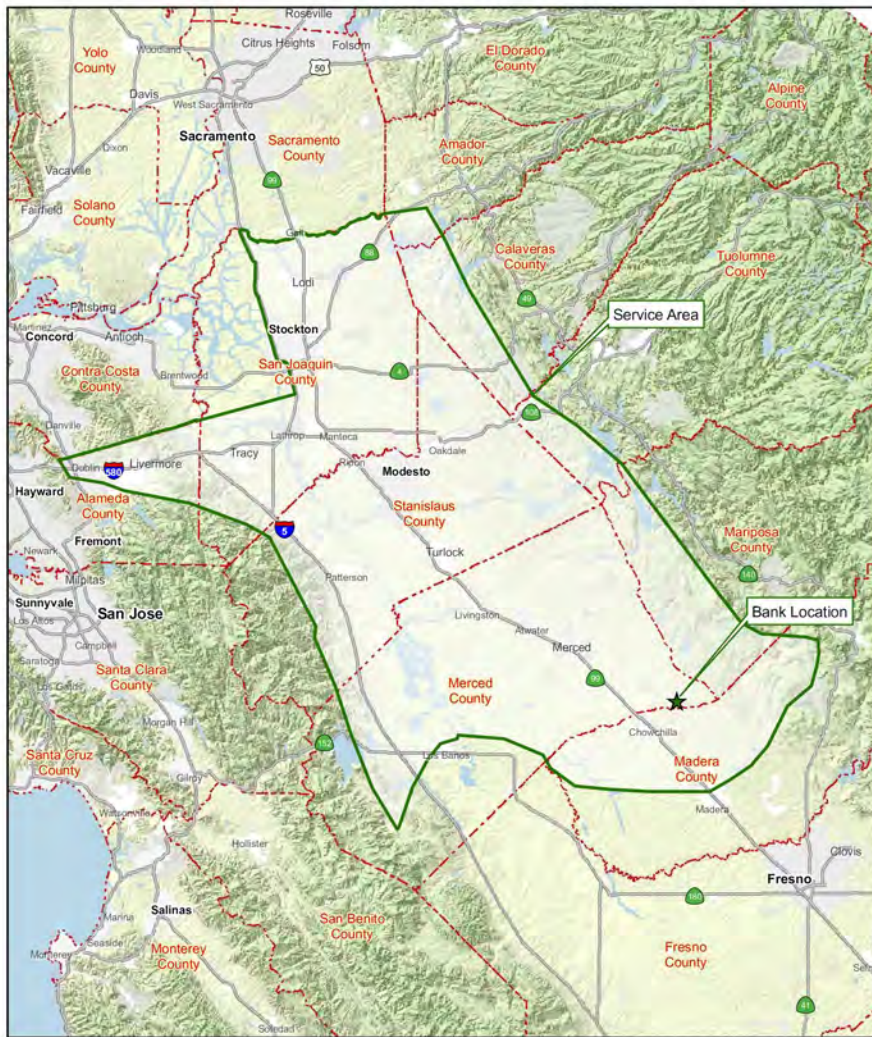 Roseville
Yolo
County
Woodland
Citrus Heights
Folsom
El Dorado
County
50
Alpine
County
Davis
West Sacramento
Sacramento
Sacramento
County
Amador
County
Dixon
Vacaville
99
Fairfield
Solano
County
Galt
88
Calaveras
County
Tuolumne
County
Lodi
49
Pittsburg
Service Area
Martinez
Concord
Antioch
Stockton
Contra Costa
County
Brentwood
San Joaquin
County
4
Danville
108
Lathrop
Manteca
Tracy
Oakdale
Dublin
580
Livermore
Ripon
Modesto
Hayward
Alameda
County
Stanislaus
County
5
Fremont
Mariposa
County
Newark
Turlock
Milpitas
Patterson
140
Sunnyvale
San Jose
Bank Location
Los Altos
Livingston
Campbell
Atwater
Saratoga
Merced
Santa Clara
County
99
Los Gatos
Merced
County
Morgan Hill
Chowchilla
Santa Cruz
County
152
Los Banos
Madera
County
Gilroy
Madera
Watsonville
Hollister
Clovis
Fresno
180
Marina
Salinas
San Benito
County
Seaside
Monterey
Monterey
County
Fresno
County
41
Soledad